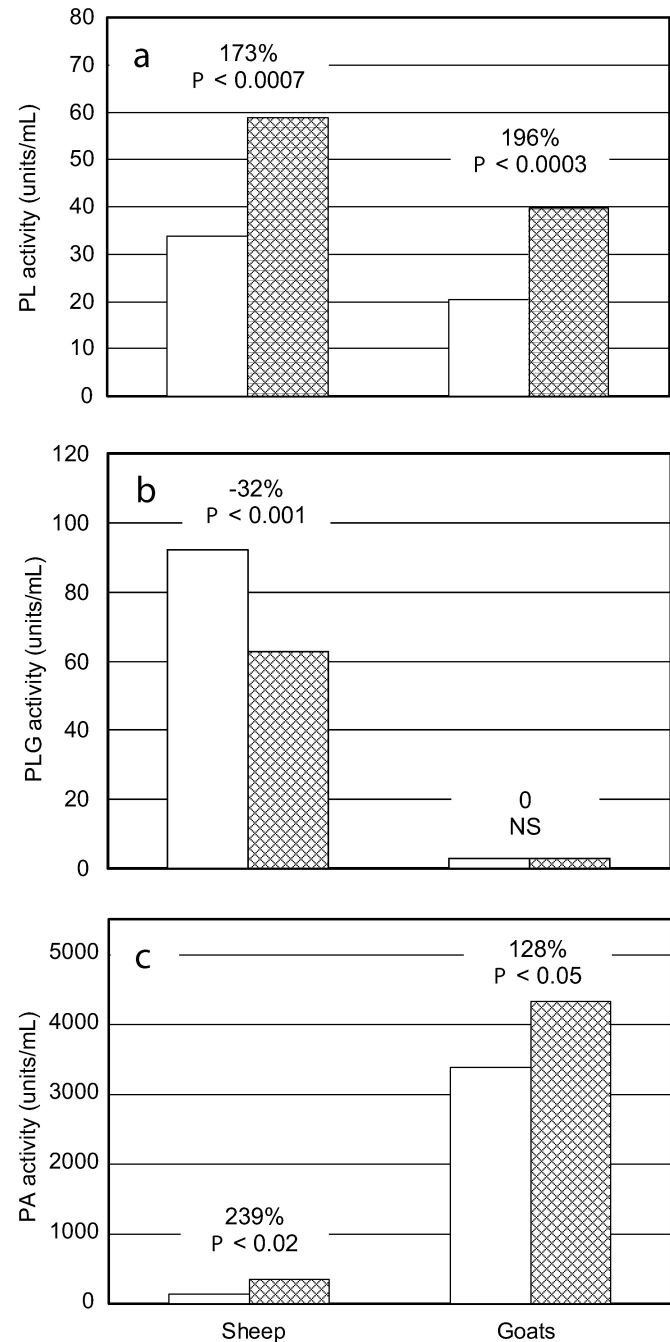 a
173%
P < 0.0007
196%
P < 0.0003
PL activity (units/mL)
80
70
60
50
40
30
20
10
0
b
-32%
P < 0.001
0
NS
PLG activity (units/mL)
120
100
80
60
40
20
0
c
128%
P < 0.05
239%
P < 0.02
PA activity (units/mL)
5000
4000
3000
2000
1000
0
Sheep
Goats